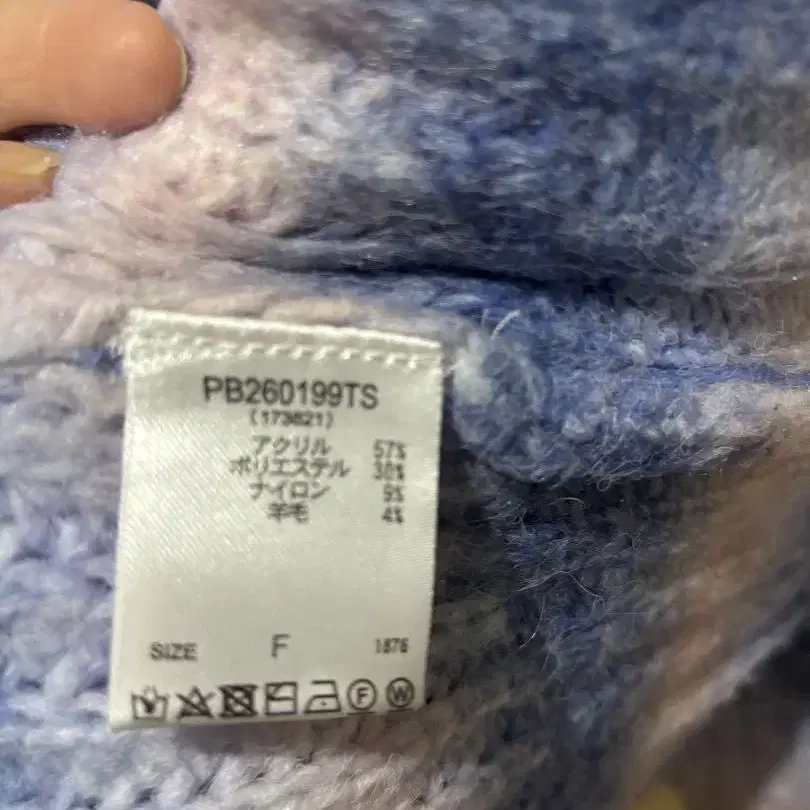 PB260199TS
(173621)
アクリル 57%
ポリエステル 30%
ナイロン 9%
羊毛 4%
SIZE F 1876
F W